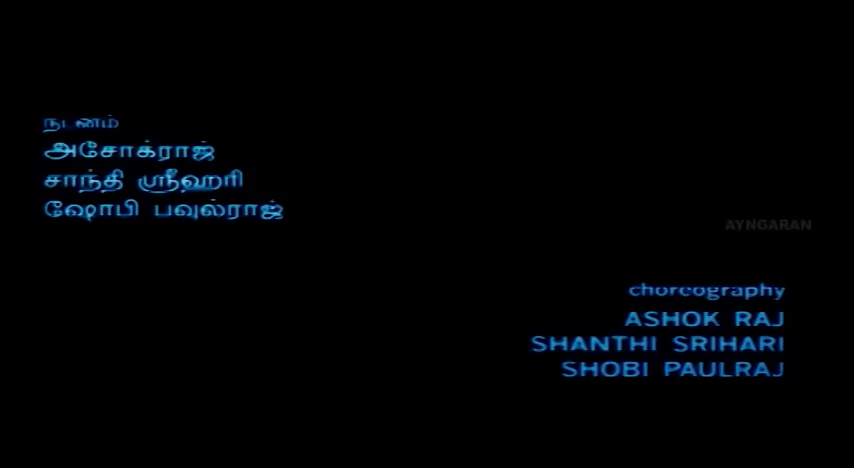 நடனம்
அசோக்ராஜ்
சாந்தி ஸ்ரீஹரி
ஷோபி பவுல்ராஜ்
AYNGARAN
choreography
ASHOK RAJ
SHANTHI SRIHARI
SHOBI PAULRAJ